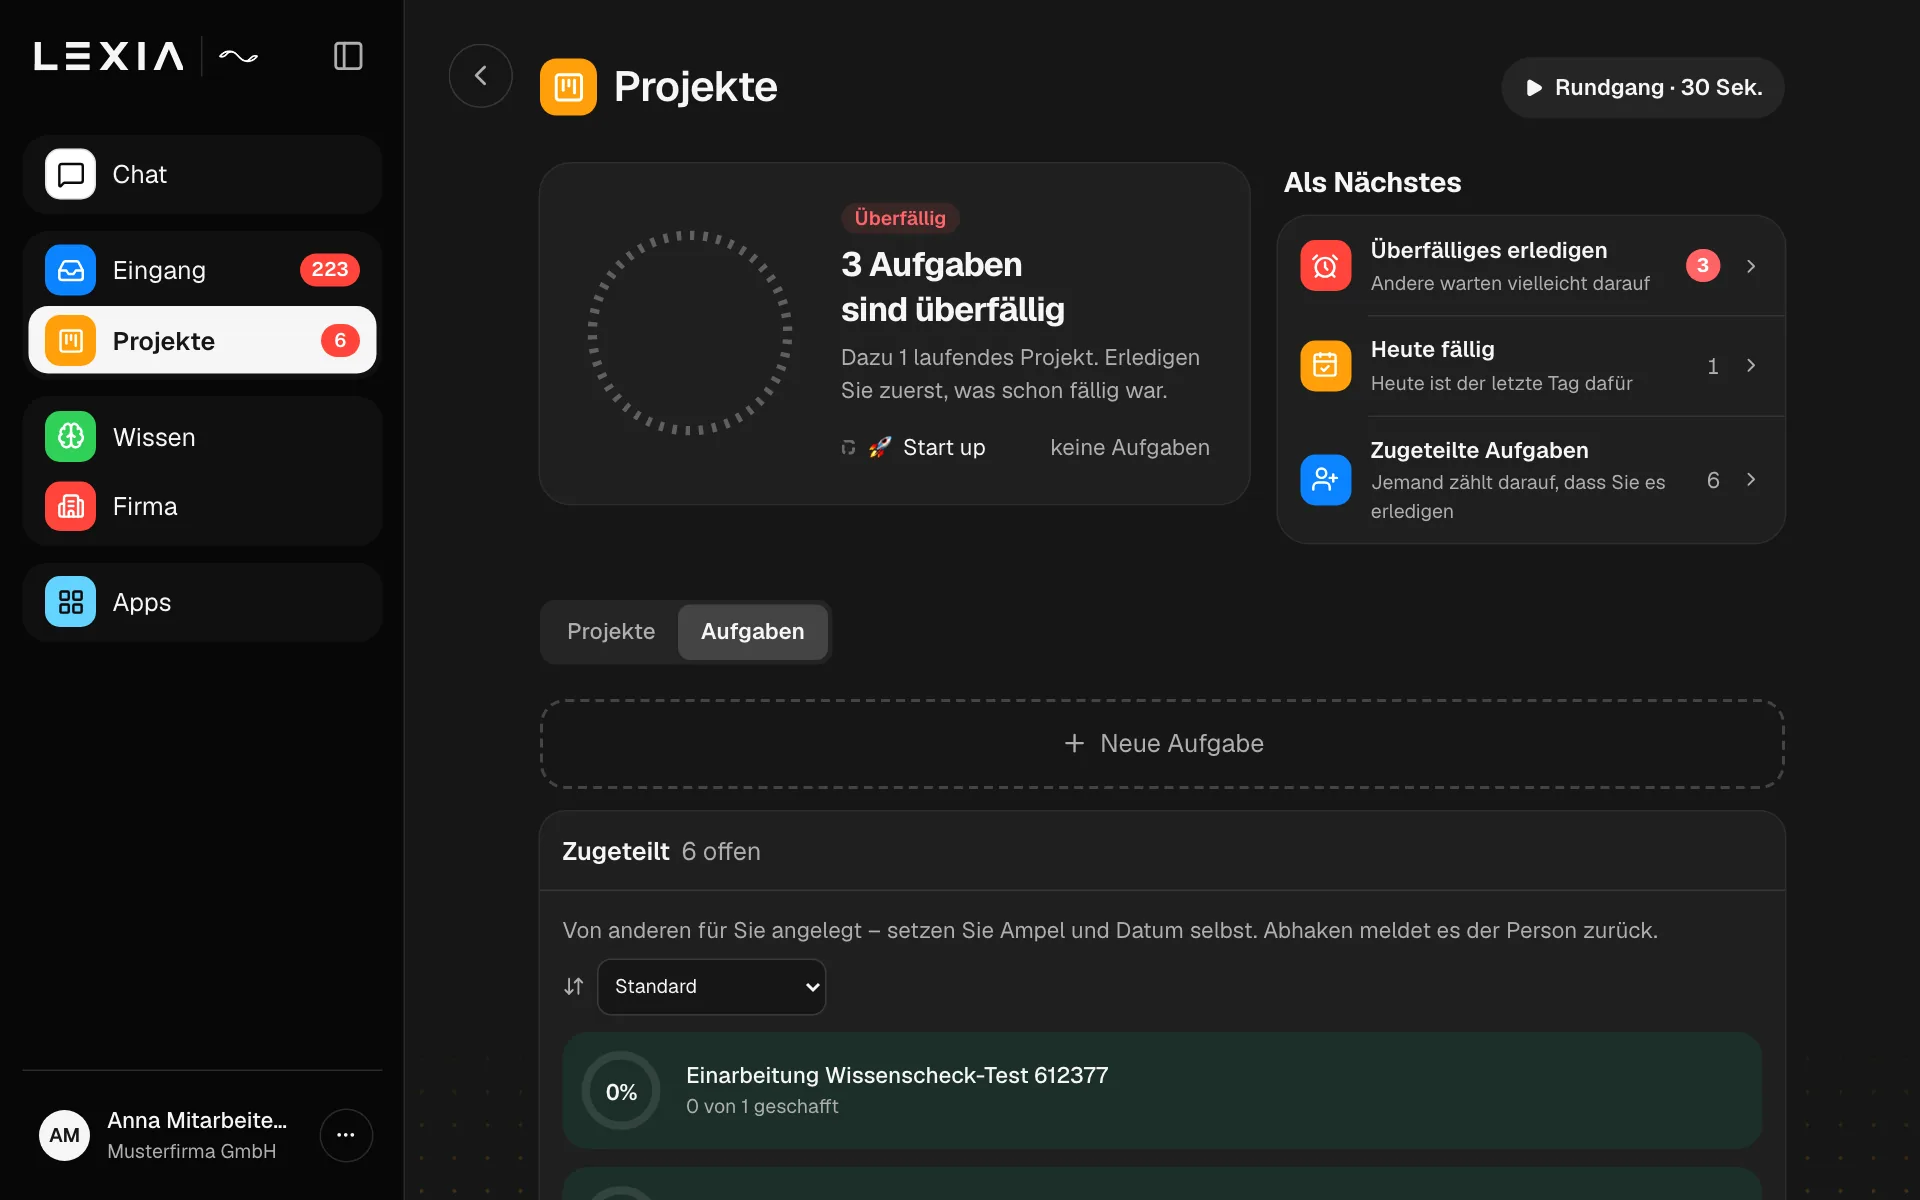 LEXIA
Chat
Eingang
223
Projekte
6
Wissen
Firma
Apps
AM
Anna Mitarbeite...
Musterfirma GmbH
Projekte
Rundgang · 30 Sek.
Überfällig
3 Aufgaben
sind überfällig
Dazu 1 laufendes Projekt. Erledigen
Sie zuerst, was schon fällig war.
🚀 Start up
keine Aufgaben
Als Nächstes
Überfälliges erledigen
Andere warten vielleicht darauf
3
Heute fällig
Heute ist der letzte Tag dafür
1
Zugeteilte Aufgaben
Jemand zählt darauf, dass Sie es
erledigen
6
Projekte
Aufgaben
+ Neue Aufgabe
Zugeteilt 6 offen
Von anderen für Sie angelegt – setzen Sie Ampel und Datum selbst. Abhaken meldet es der Person zurück.
Standard
0%
Einarbeitung Wissenscheck-Test 612377
0 von 1 geschafft